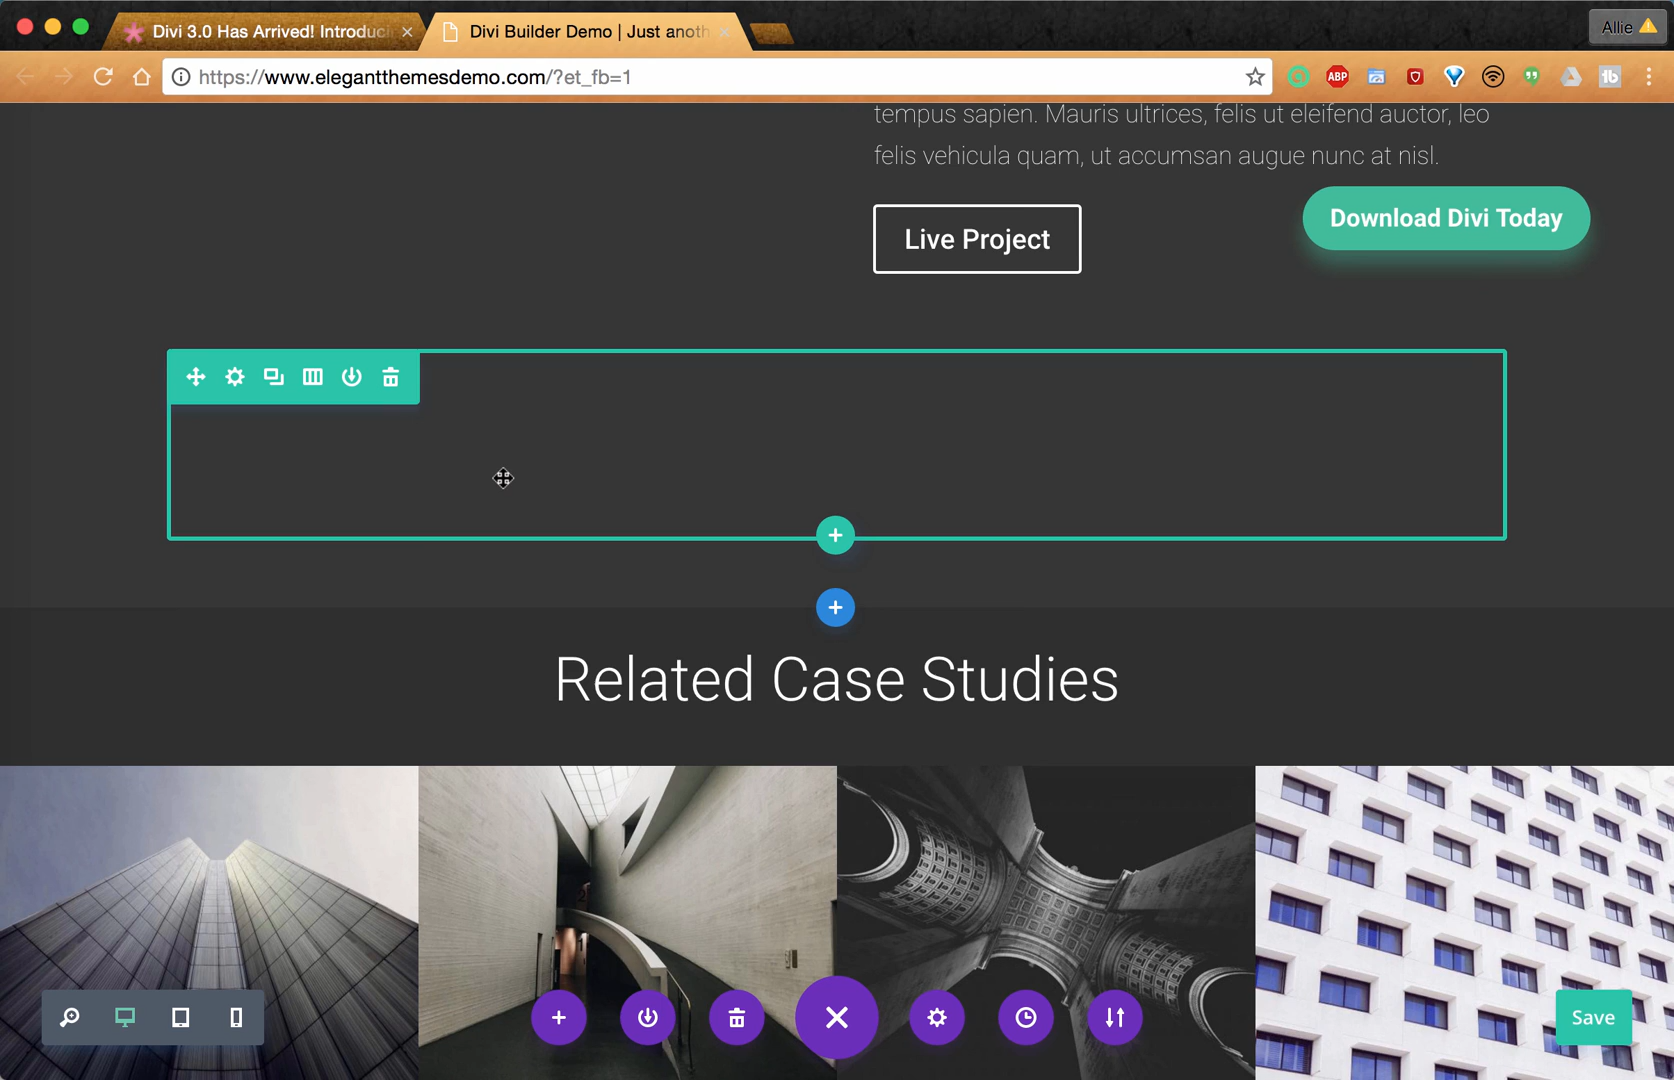 Divi 3.0 Has Arrived! Introduci
Divi Builder Demo | Just anoth
Allie
https://www.elegantthemesdemo.com/?et_fb=1
ABP
tempus sapien. Mauris ultrices, felis ut eleifend auctor, leo
felis vehicula quam, ut accumsan augue nunc at nisl.
Live Project
Download Divi Today
Related Case Studies
Save